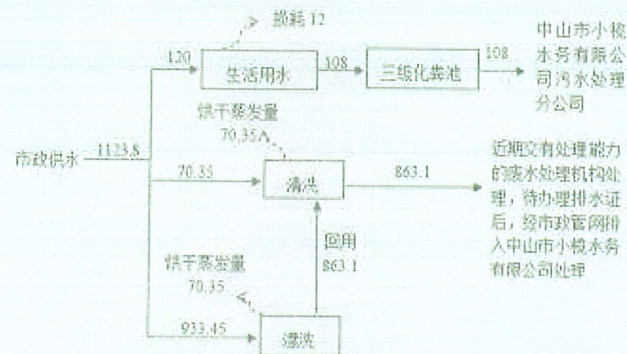 损耗 12
120
生活用水
108
三级化粪池
108
中山市小榄
水务有限公
司污水处理
分公司
烘干蒸发量
70.35
市政供水
1123.8
70.35
清洗
863.1
近期交有处理能力
的废水处理机构处
理，待办理排水证
后，经市政管网排
入中山市小榄水务
有限公司处理
回用
863.1
烘干蒸发量
70.35
933.45
漂洗